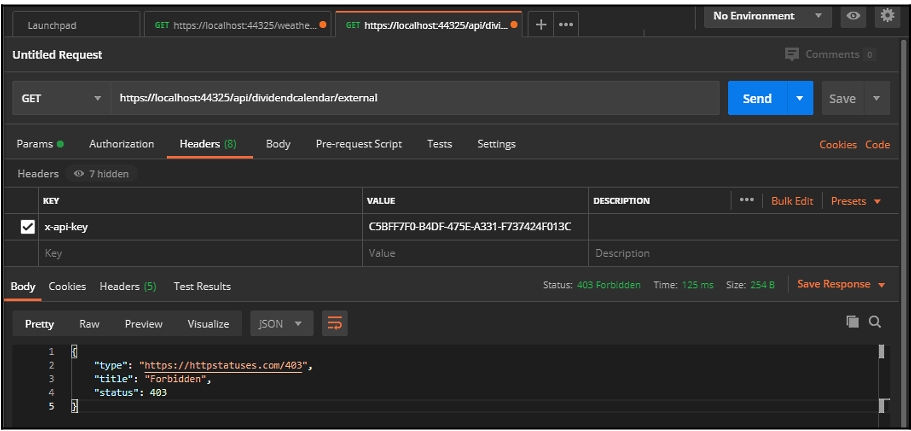 Launchpad GET https://localhost:44325/weathe... GET https://localhost:44325/api/divi... + ••• No Environment
Untitled Request Comments 0
GET https://localhost:44325/api/dividendcalendar/external Send Save
Params Authorization Headers (8) Body Pre-request Script Tests Settings Cookies Code
Headers 7 hidden
KEY VALUE DESCRIPTION ••• Bulk Edit Presets
x-api-key C5BFF7F0-B4DF-475E-A331-F737424F013C
Key Value Description
Body Cookies Headers (5) Test Results Status: 403 Forbidden Time: 125 ms Size: 254 B Save Response
Pretty Raw Preview Visualize JSON
1 {
2 "type": "https://httpstatuses.com/403",
3 "title": "Forbidden",
4 "status": 403
5 }